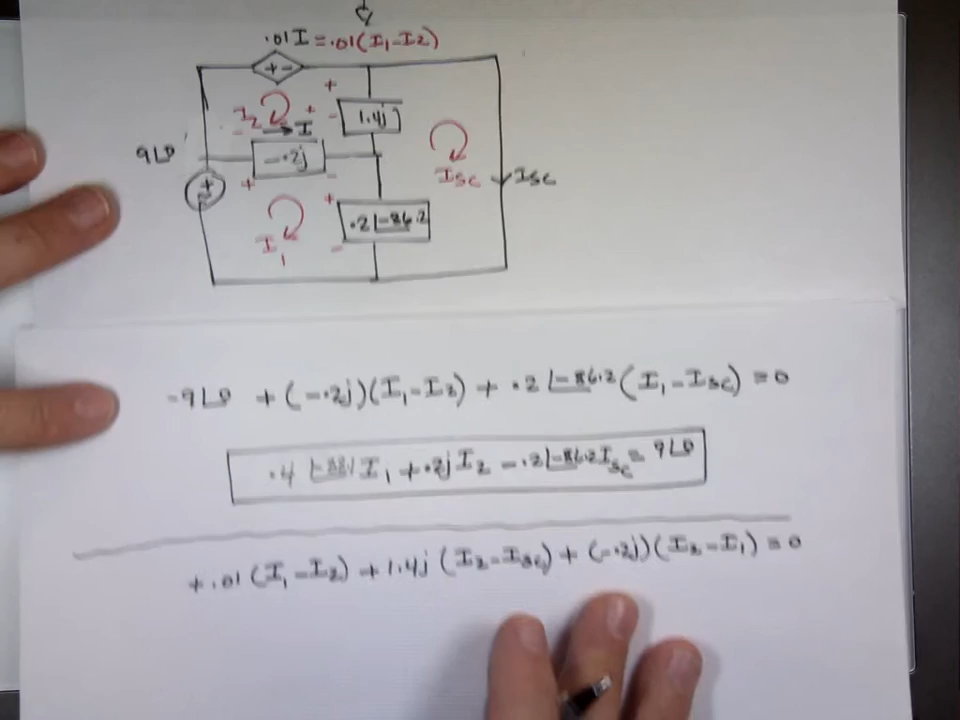 .01I = .01(I₁-I2)
+ -
+
I₂ + - 1.4j
- I
9∠0 -.2j Isc Isc
+ + - +
I₁ .2∠-86.2
-
-9∠0 + (-.2j)(I₁-I₂) + .2∠-86.2(I₁-Isc) = 0
.4∠-88.1 I₁ + .2j I₂ - .2∠-86.2 Isc = 9∠0
+.01(I₁-I₂) + 1.4j(I₂-Isc) + (-.2j)(I₂-I₁) = 0